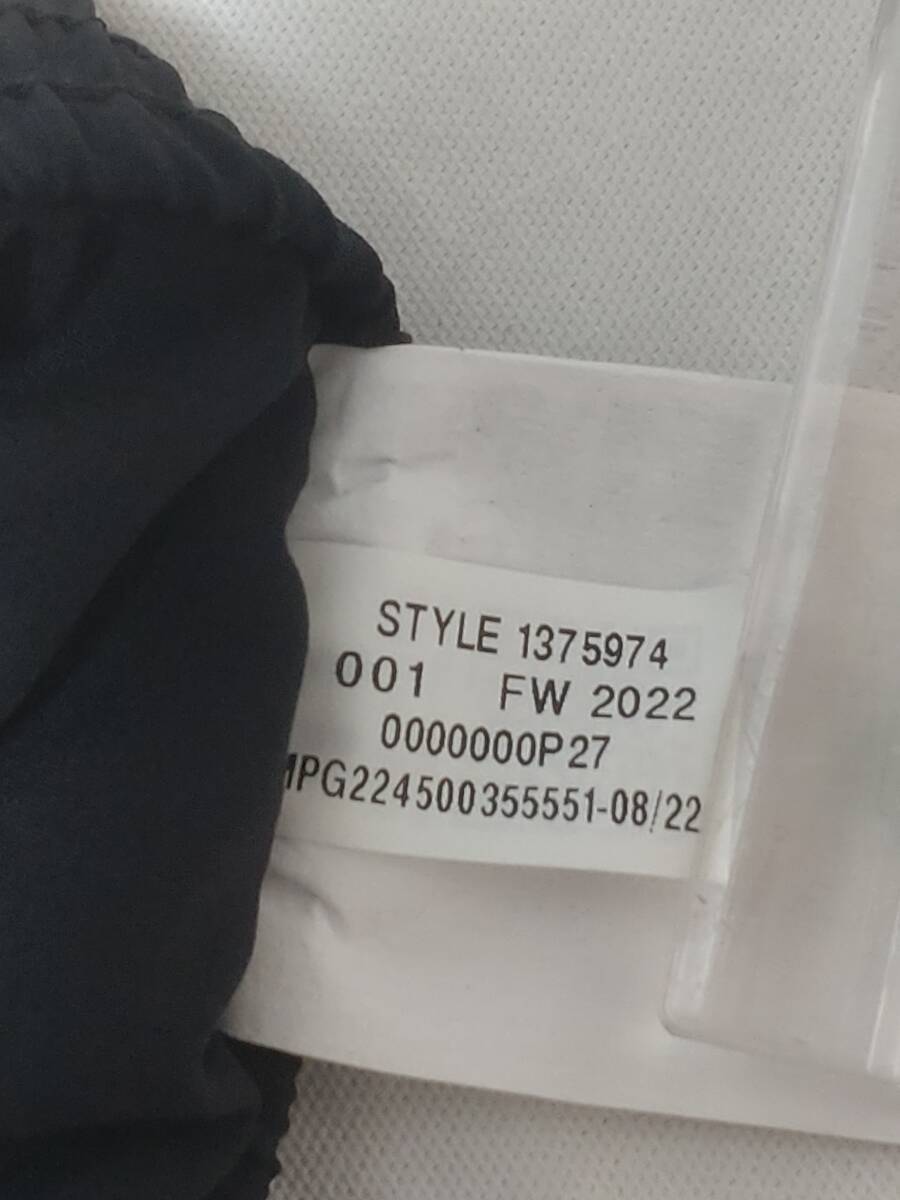 STYLE 1375974
001 FW 2022
0000000P27
MPG224500355551-08/22